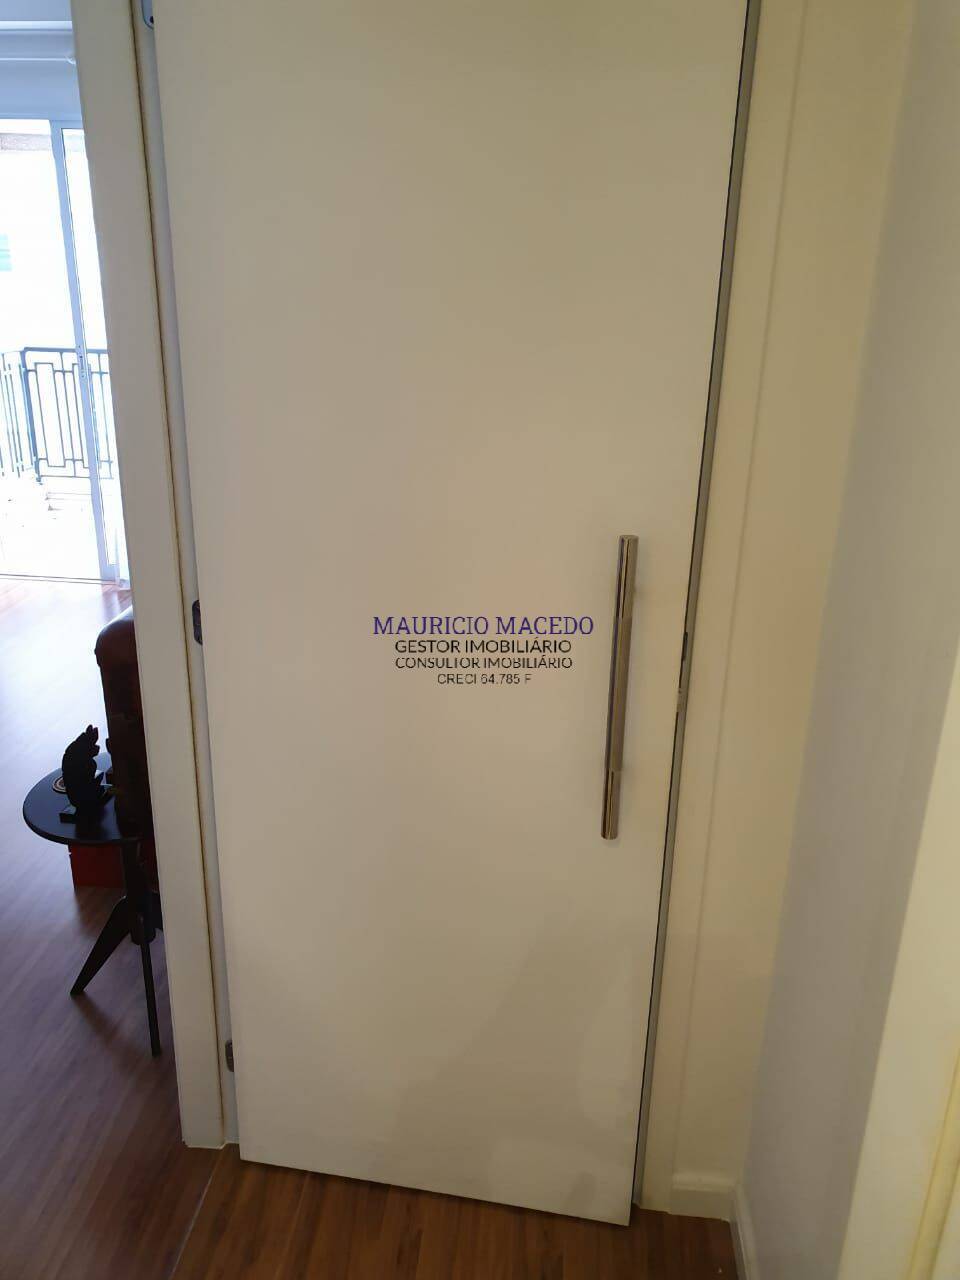 MAURICIO MACEDO
GESTOR IMOBILIÁRIO
CONSULTOR IMOBILIÁRIO
CRECI 64.785 F